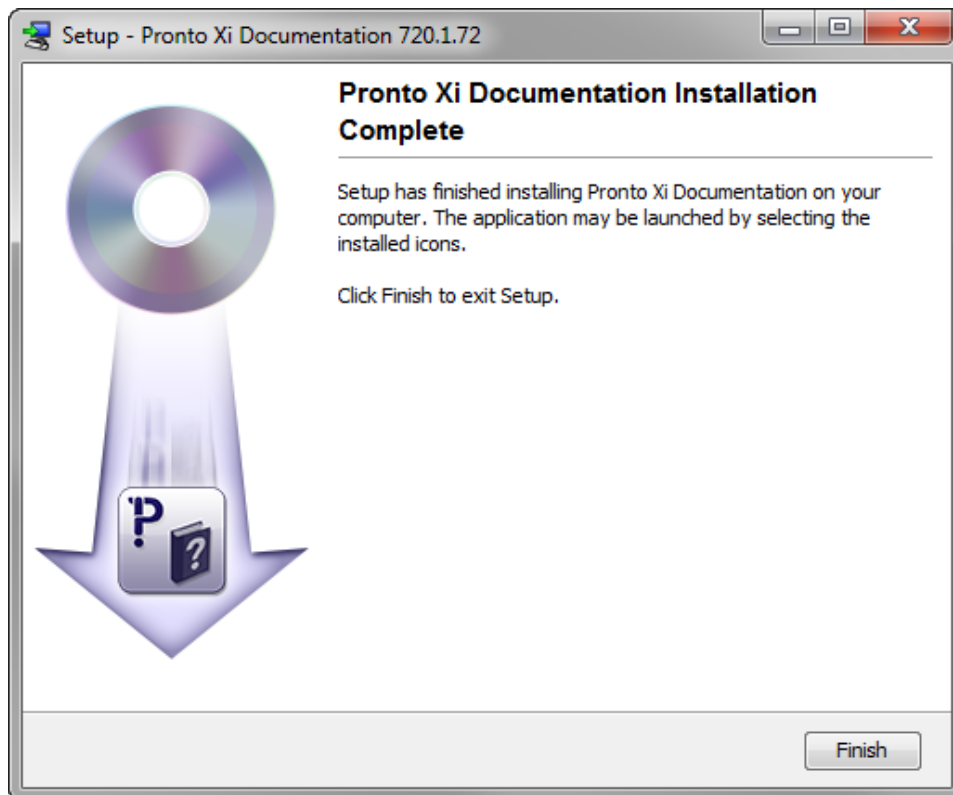 Setup - Pronto Xi Documentation 720.1.72
Pronto Xi Documentation Installation
Complete
Setup has finished installing Pronto Xi Documentation on your
computer. The application may be launched by selecting the
installed icons.
Click Finish to exit Setup.
P
?
Finish